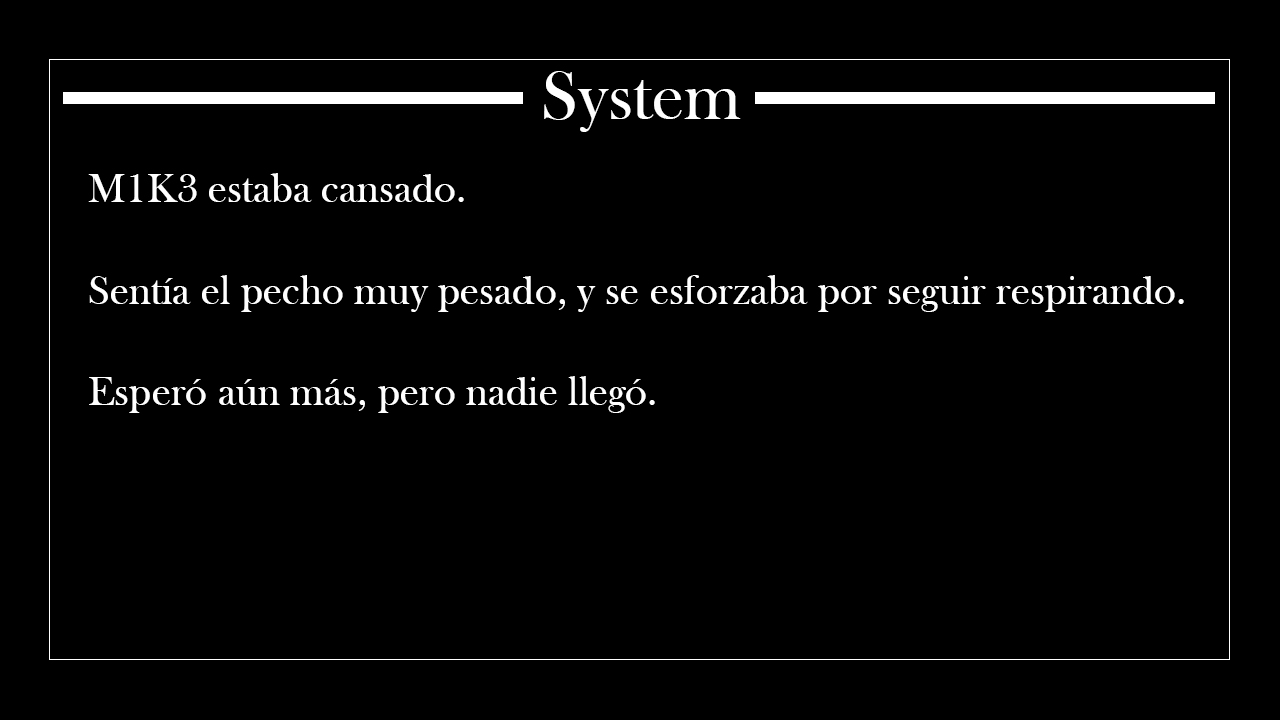 System
M1K3 estaba cansado.
Sentía el pecho muy pesado, y se esforzaba por seguir respirando.
Esperó aún más, pero nadie llegó.